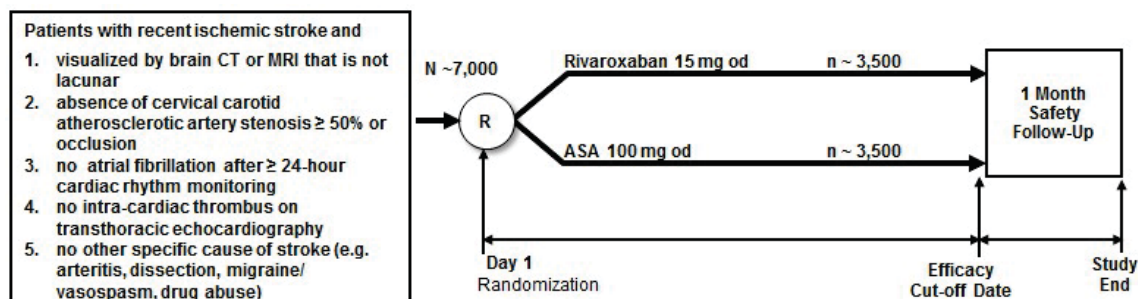 Patients with recent ischemic stroke and
1. visualized by brain CT or MRI that is not
lacunar
2. absence of cervical carotid
atherosclerotic artery stenosis ≥ 50% or
occlusion
3. no atrial fibrillation after ≥ 24-hour
cardiac rhythm monitoring
4. no intra-cardiac thrombus on
transthoracic echocardiography
5. no other specific cause of stroke (e.g.
arteritis, dissection, migraine/
vasospasm, drug abuse)
N ~7,000
R
Rivaroxaban 15 mg od n ~ 3,500
ASA 100 mg od n ~ 3,500
1 Month
Safety
Follow-Up
Day 1
Randomization
Efficacy
Cut-off Date
Study
End